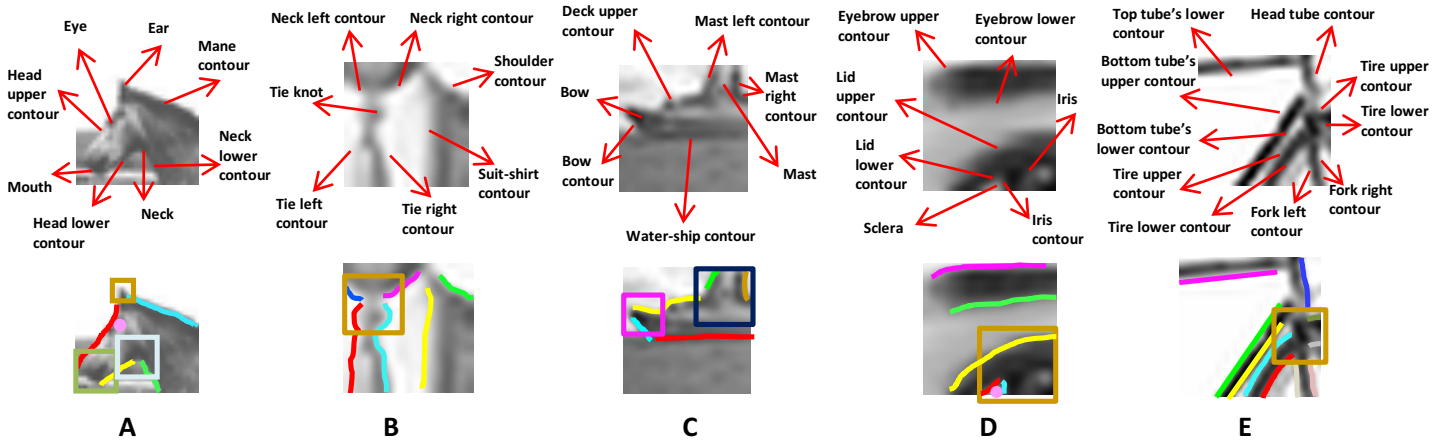 Eye
Ear
Mane
contour
Head
upper
contour
Neck
lower
contour
Mouth
Head lower
contour
Neck
Neck left contour
Neck right contour
Shoulder
contour
Tie knot
Suit-shirt
contour
Tie left
contour
Tie right
contour
Deck upper
contour
Mast left contour
Bow
Mast
right
contour
Bow
contour
Mast
Water-ship contour
Eyebrow upper
contour
Eyebrow lower
contour
Lid
upper
contour
Iris
Lid
lower
contour
Sclera
Iris
contour
Top tube's lower
contour
Head tube contour
Bottom tube's
upper contour
Tire upper
contour
Bottom tube's
lower contour
Tire lower
contour
Tire upper
contour
Fork right
contour
Tire lower contour
Fork left
contour
A
B
C
D
E